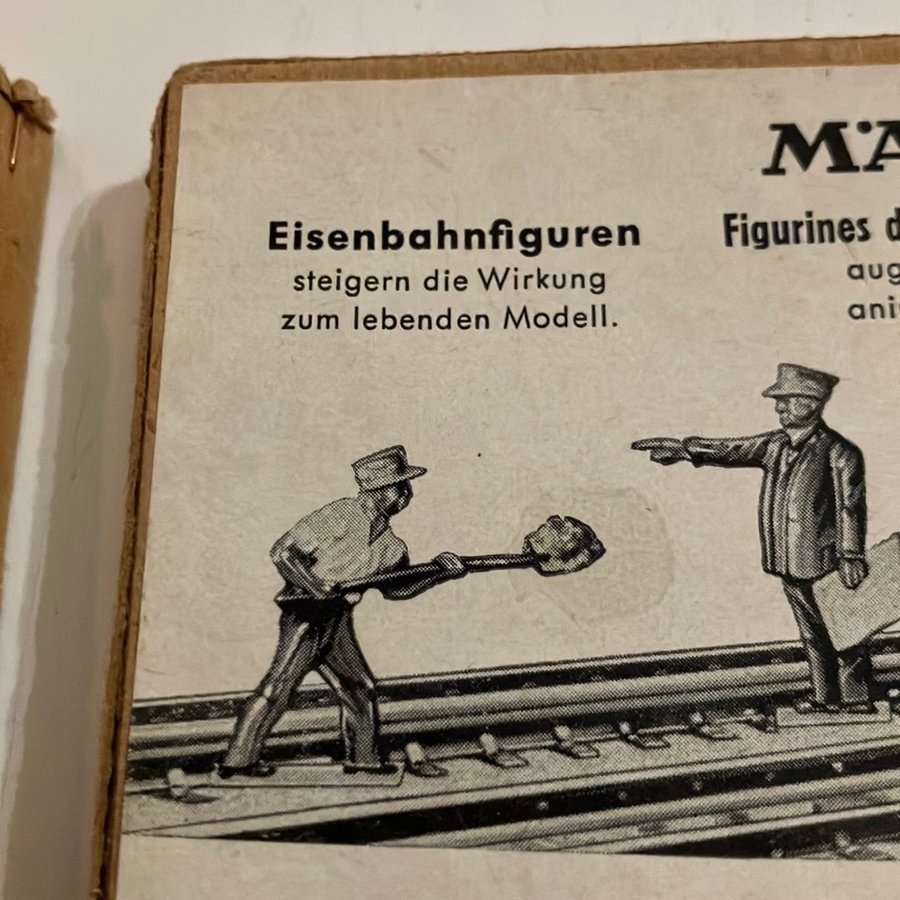 MÄ
Eisenbahnfiguren
steigern die Wirkung
zum lebenden Modell.
Figurines d
aug
ani